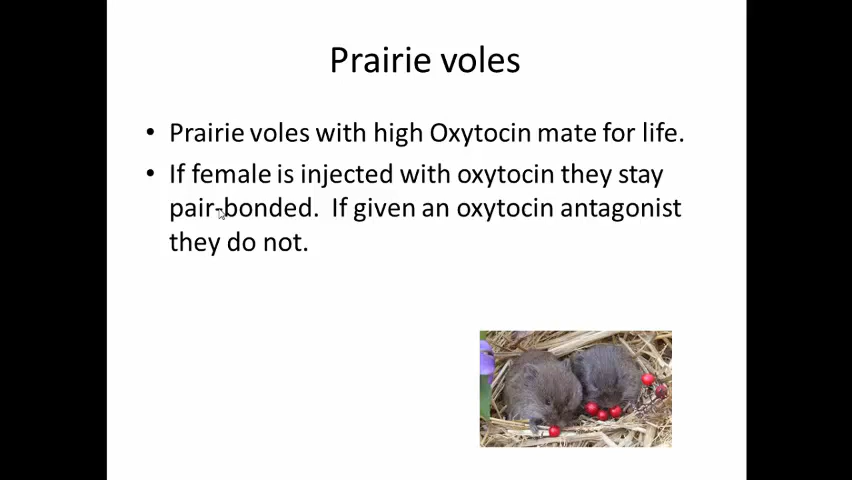 Prairie voles
• Prairie voles with high Oxytocin mate for life.
• If female is injected with oxytocin they stay
pair-bonded.  If given an oxytocin antagonist
they do not.